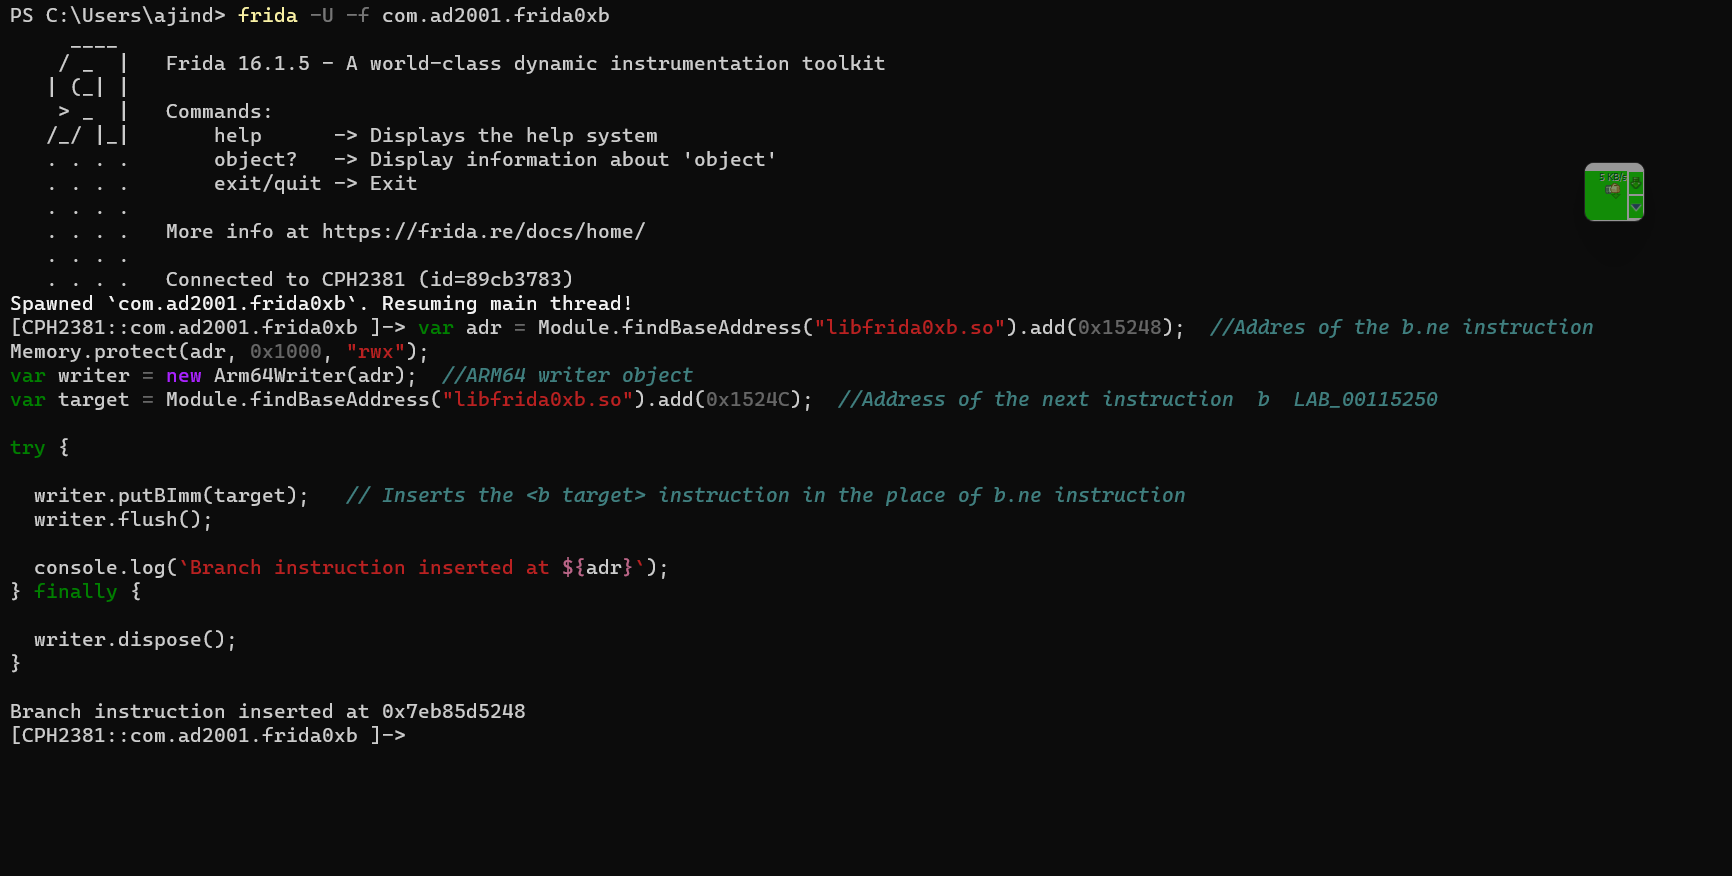 PS C:\Users\ajind> frida -U -f com.ad2001.frida0xb
     ____
    / _  |   Frida 16.1.5 - A world-class dynamic instrumentation toolkit
   | (_| |
    > _  |   Commands:
   /_/ |_|       help      -> Displays the help system
   . . . .       object?   -> Display information about 'object'
   . . . .       exit/quit -> Exit
   . . . .
   . . . .   More info at https://frida.re/docs/home/
   . . . .
   . . . .   Connected to CPH2381 (id=89cb3783)
Spawned `com.ad2001.frida0xb`. Resuming main thread!
[CPH2381::com.ad2001.frida0xb ]-> var adr = Module.findBaseAddress("libfrida0xb.so").add(0x15248);  //Addres of the b.ne instruction
Memory.protect(adr, 0x1000, "rwx");
var writer = new Arm64Writer(adr);  //ARM64 writer object
var target = Module.findBaseAddress("libfrida0xb.so").add(0x1524C);  //Address of the next instruction  b  LAB_00115250
try {
  writer.putBImm(target);   // Inserts the <b target> instruction in the place of b.ne instruction
  writer.flush();
  console.log(`Branch instruction inserted at ${adr}`);
} finally {
  writer.dispose();
}
Branch instruction inserted at 0x7eb85d5248
[CPH2381::com.ad2001.frida0xb ]->